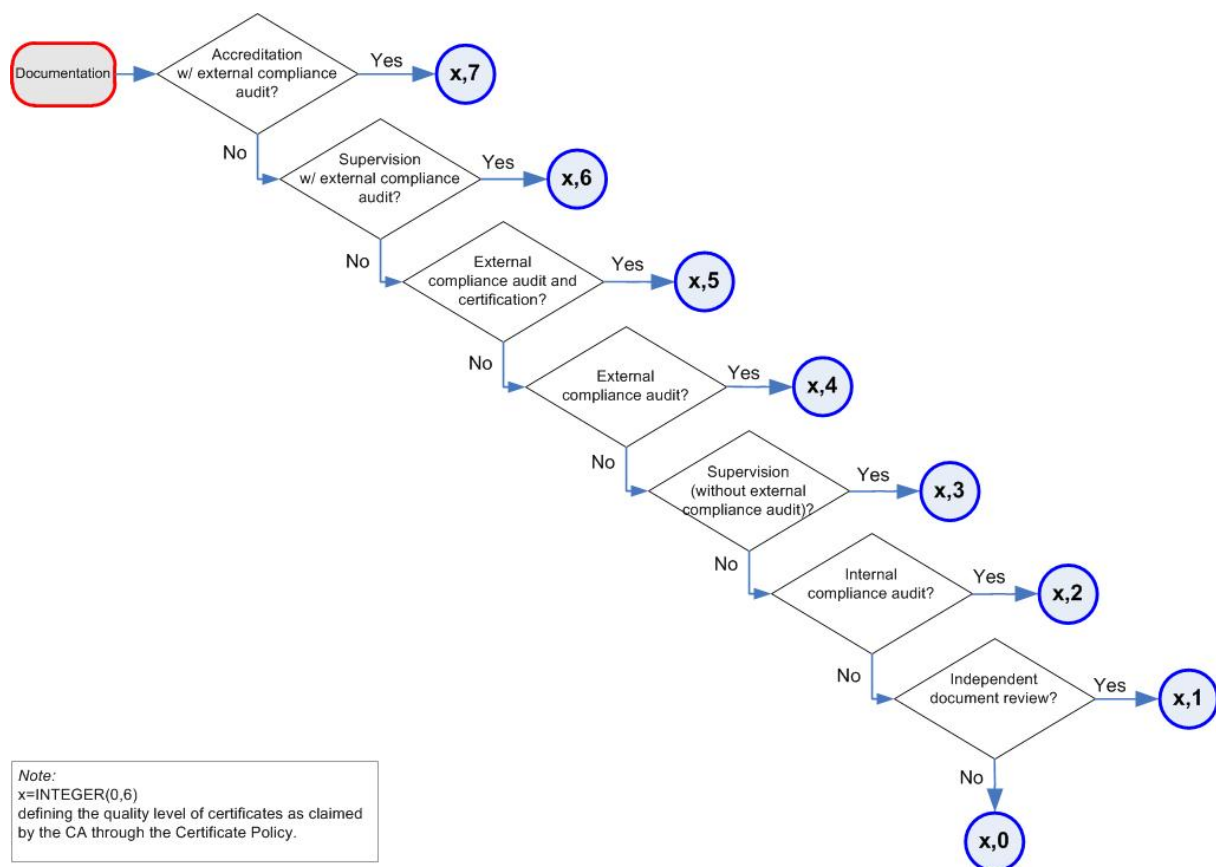 Documentation
Accreditation
w/ external compliance
audit?
Yes
x,7
No
Supervision
w/ external compliance
audit?
Yes
x,6
No
External
compliance audit and
certification?
Yes
x,5
No
External
compliance audit?
Yes
x,4
No
Supervision
(without external
compliance audit)?
Yes
x,3
No
Internal
compliance audit?
Yes
x,2
No
Independent
document review?
Yes
x,1
No
x,0
Note:
x=INTEGER(0,6)
defining the quality level of certificates as claimed
by the CA through the Certificate Policy.